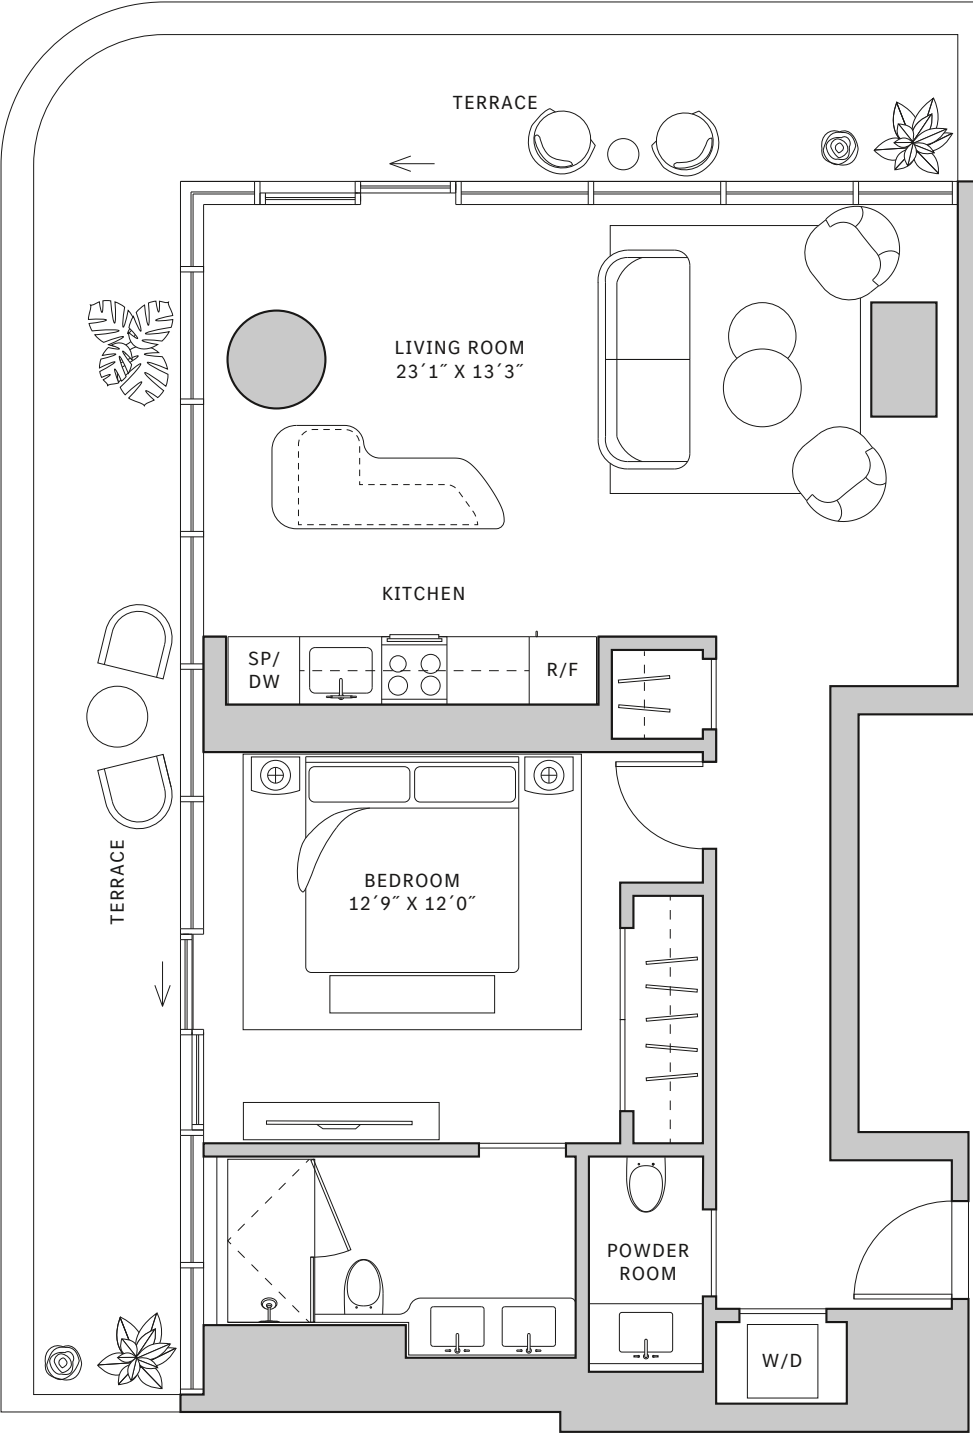 TERRACE
LIVING ROOM
23´1˝ X 13´3˝
KITCHEN
SP/
DW
R/F
TERRACE
BEDROOM
12´9˝ X 12´0˝
POWDER
ROOM
W/D